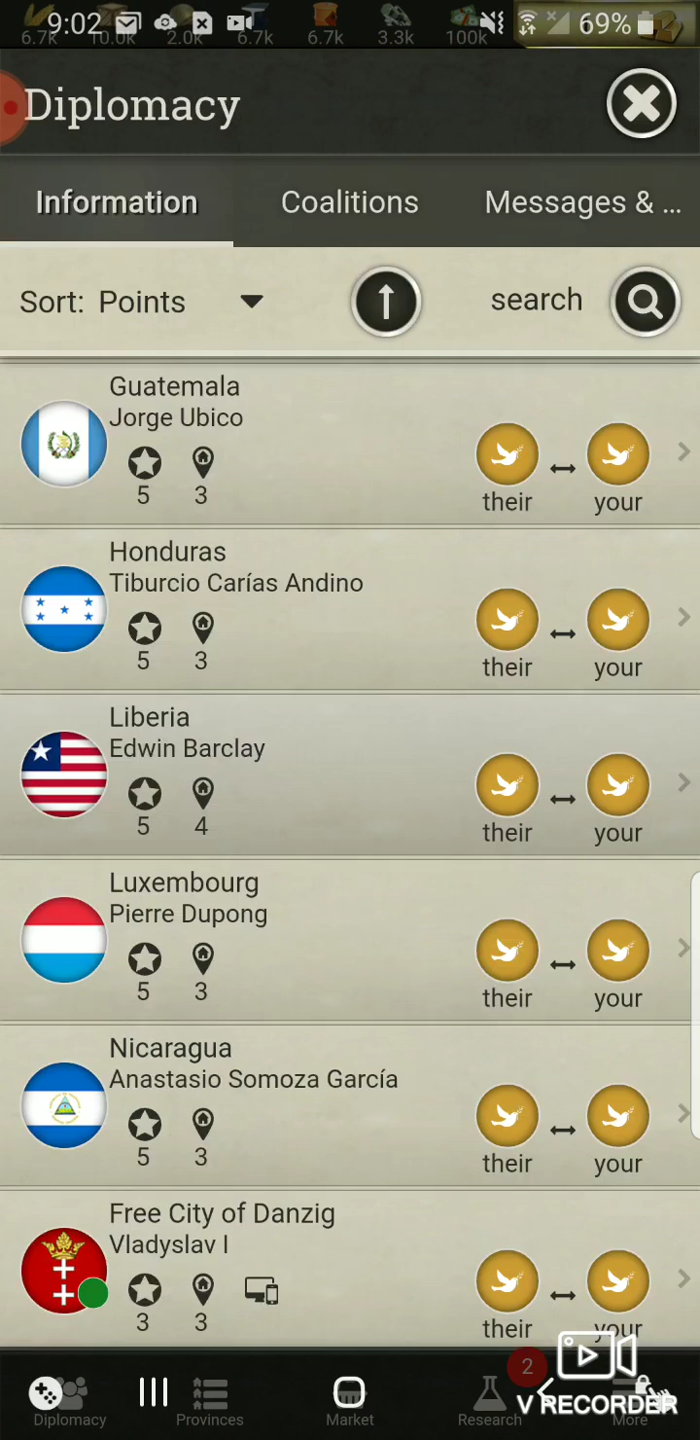 9:02
69%
6.7k 10.0k 2.0k 6.7k 6.7k 3.3k 100k
Diplomacy
Information Coalitions Messages & ...
Sort: Points search
Guatemala
Jorge Ubico
5 3 their your
Honduras
Tiburcio Carías Andino
5 3 their your
Liberia
Edwin Barclay
5 4 their your
Luxembourg
Pierre Dupong
5 3 their your
Nicaragua
Anastasio Somoza García
5 3 their your
Free City of Danzig
Vladyslav I
3 3 their your
2
V RECORDER
Diplomacy Provinces Market Research More